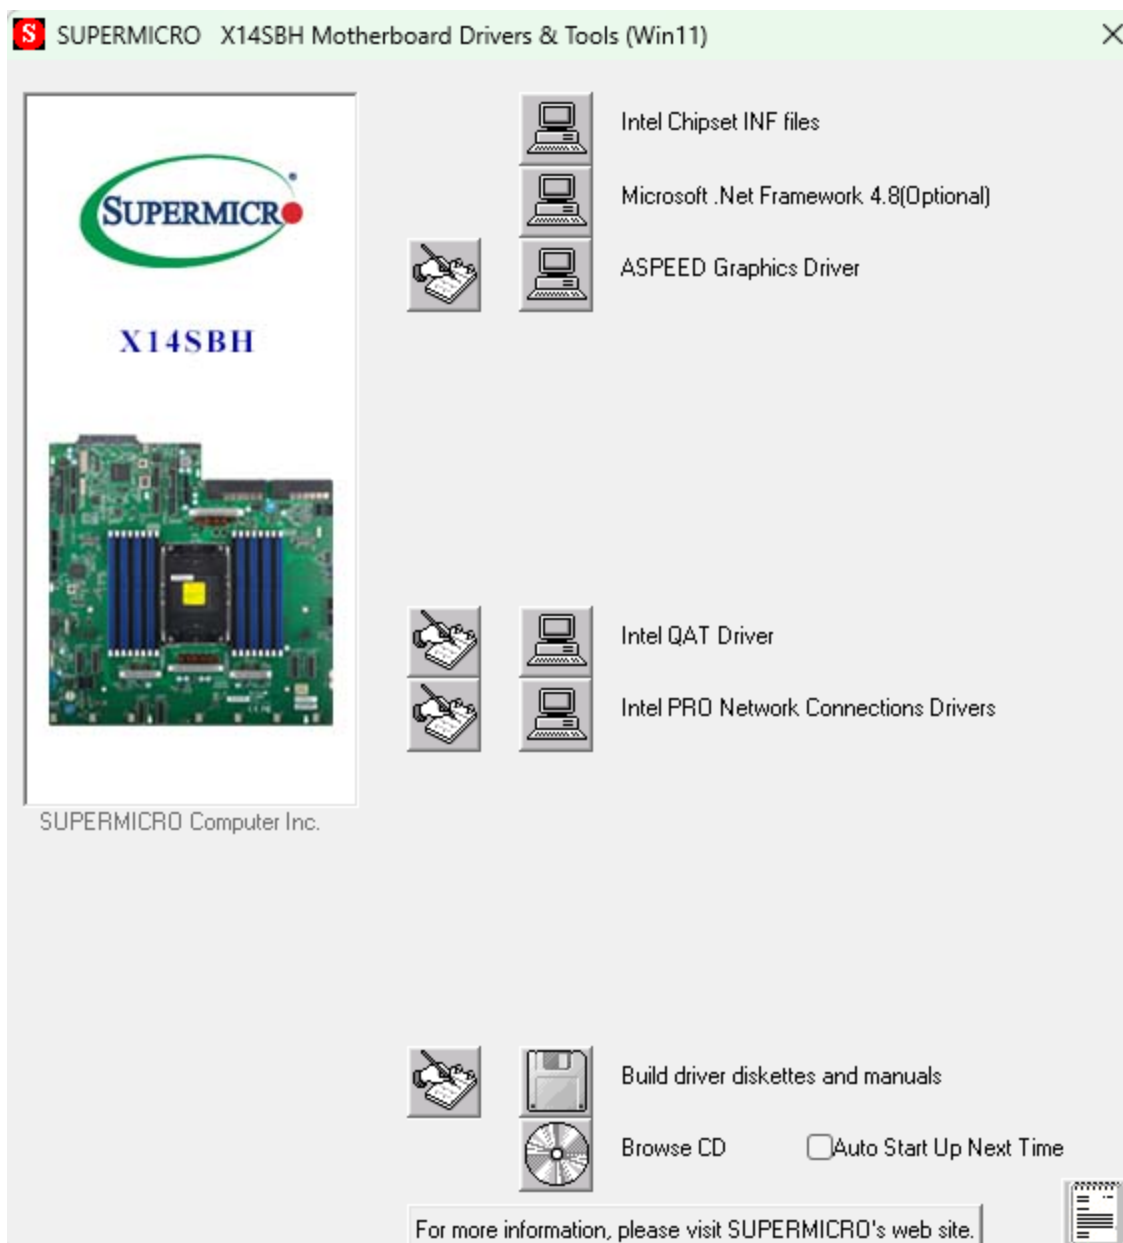 S SUPERMICRO X14SBH Motherboard Drivers & Tools (Win11)
SUPERMICR
X14SBH
SUPERMICRO Computer Inc.
Intel Chipset INF files
Microsoft .Net Framework 4.8(Optional)
ASPEED Graphics Driver
Intel QAT Driver
Intel PRO Network Connections Drivers
Build driver diskettes and manuals
Browse CD
Auto Start Up Next Time
For more information, please visit SUPERMICRO's web site.